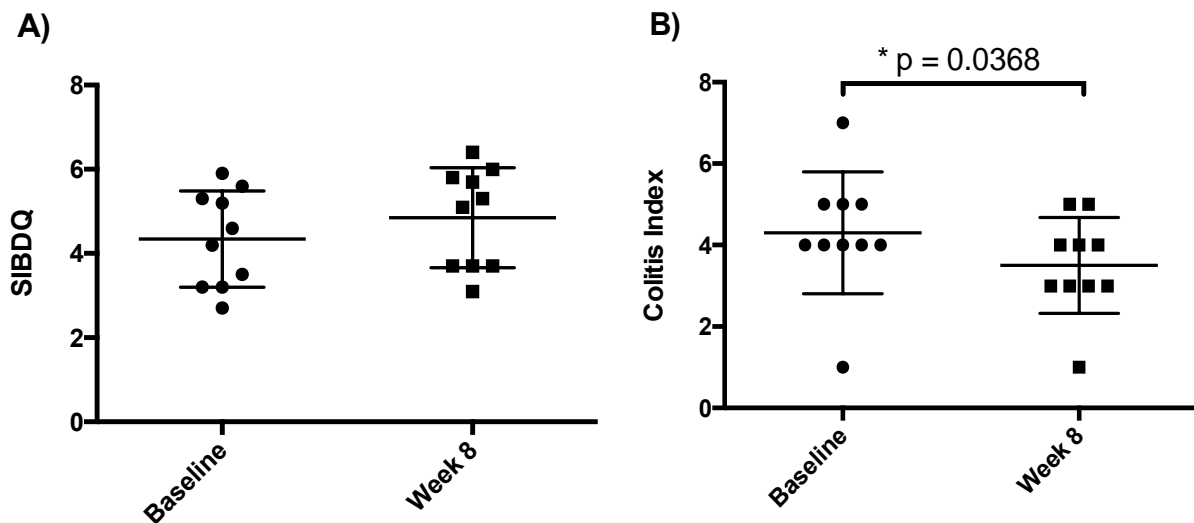 A)
SIBDQ
8
6
4
2
0
Baseline
Week 8
B)
* p = 0.0368
Colitis Index
8
6
4
2
0
Baseline
Week 8